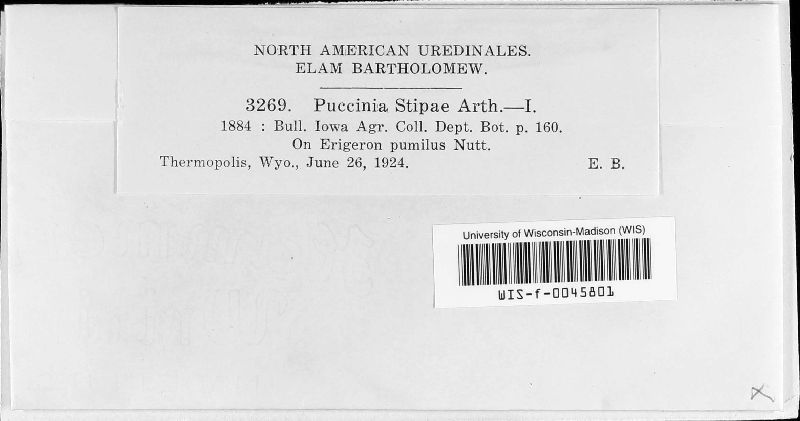 NORTH AMERICAN UREDINALES.
ELAM BARTHOLOMEW.
3269. Puccinia Stipae Arth.—I.
1884 : Bull. Iowa Agr. Coll. Dept. Bot. p. 160.
On Erigeron pumilus Nutt.
Thermopolis, Wyo., June 26, 1924. E. B.
University of Wisconsin-Madison (WIS)
WIS-f-0045801